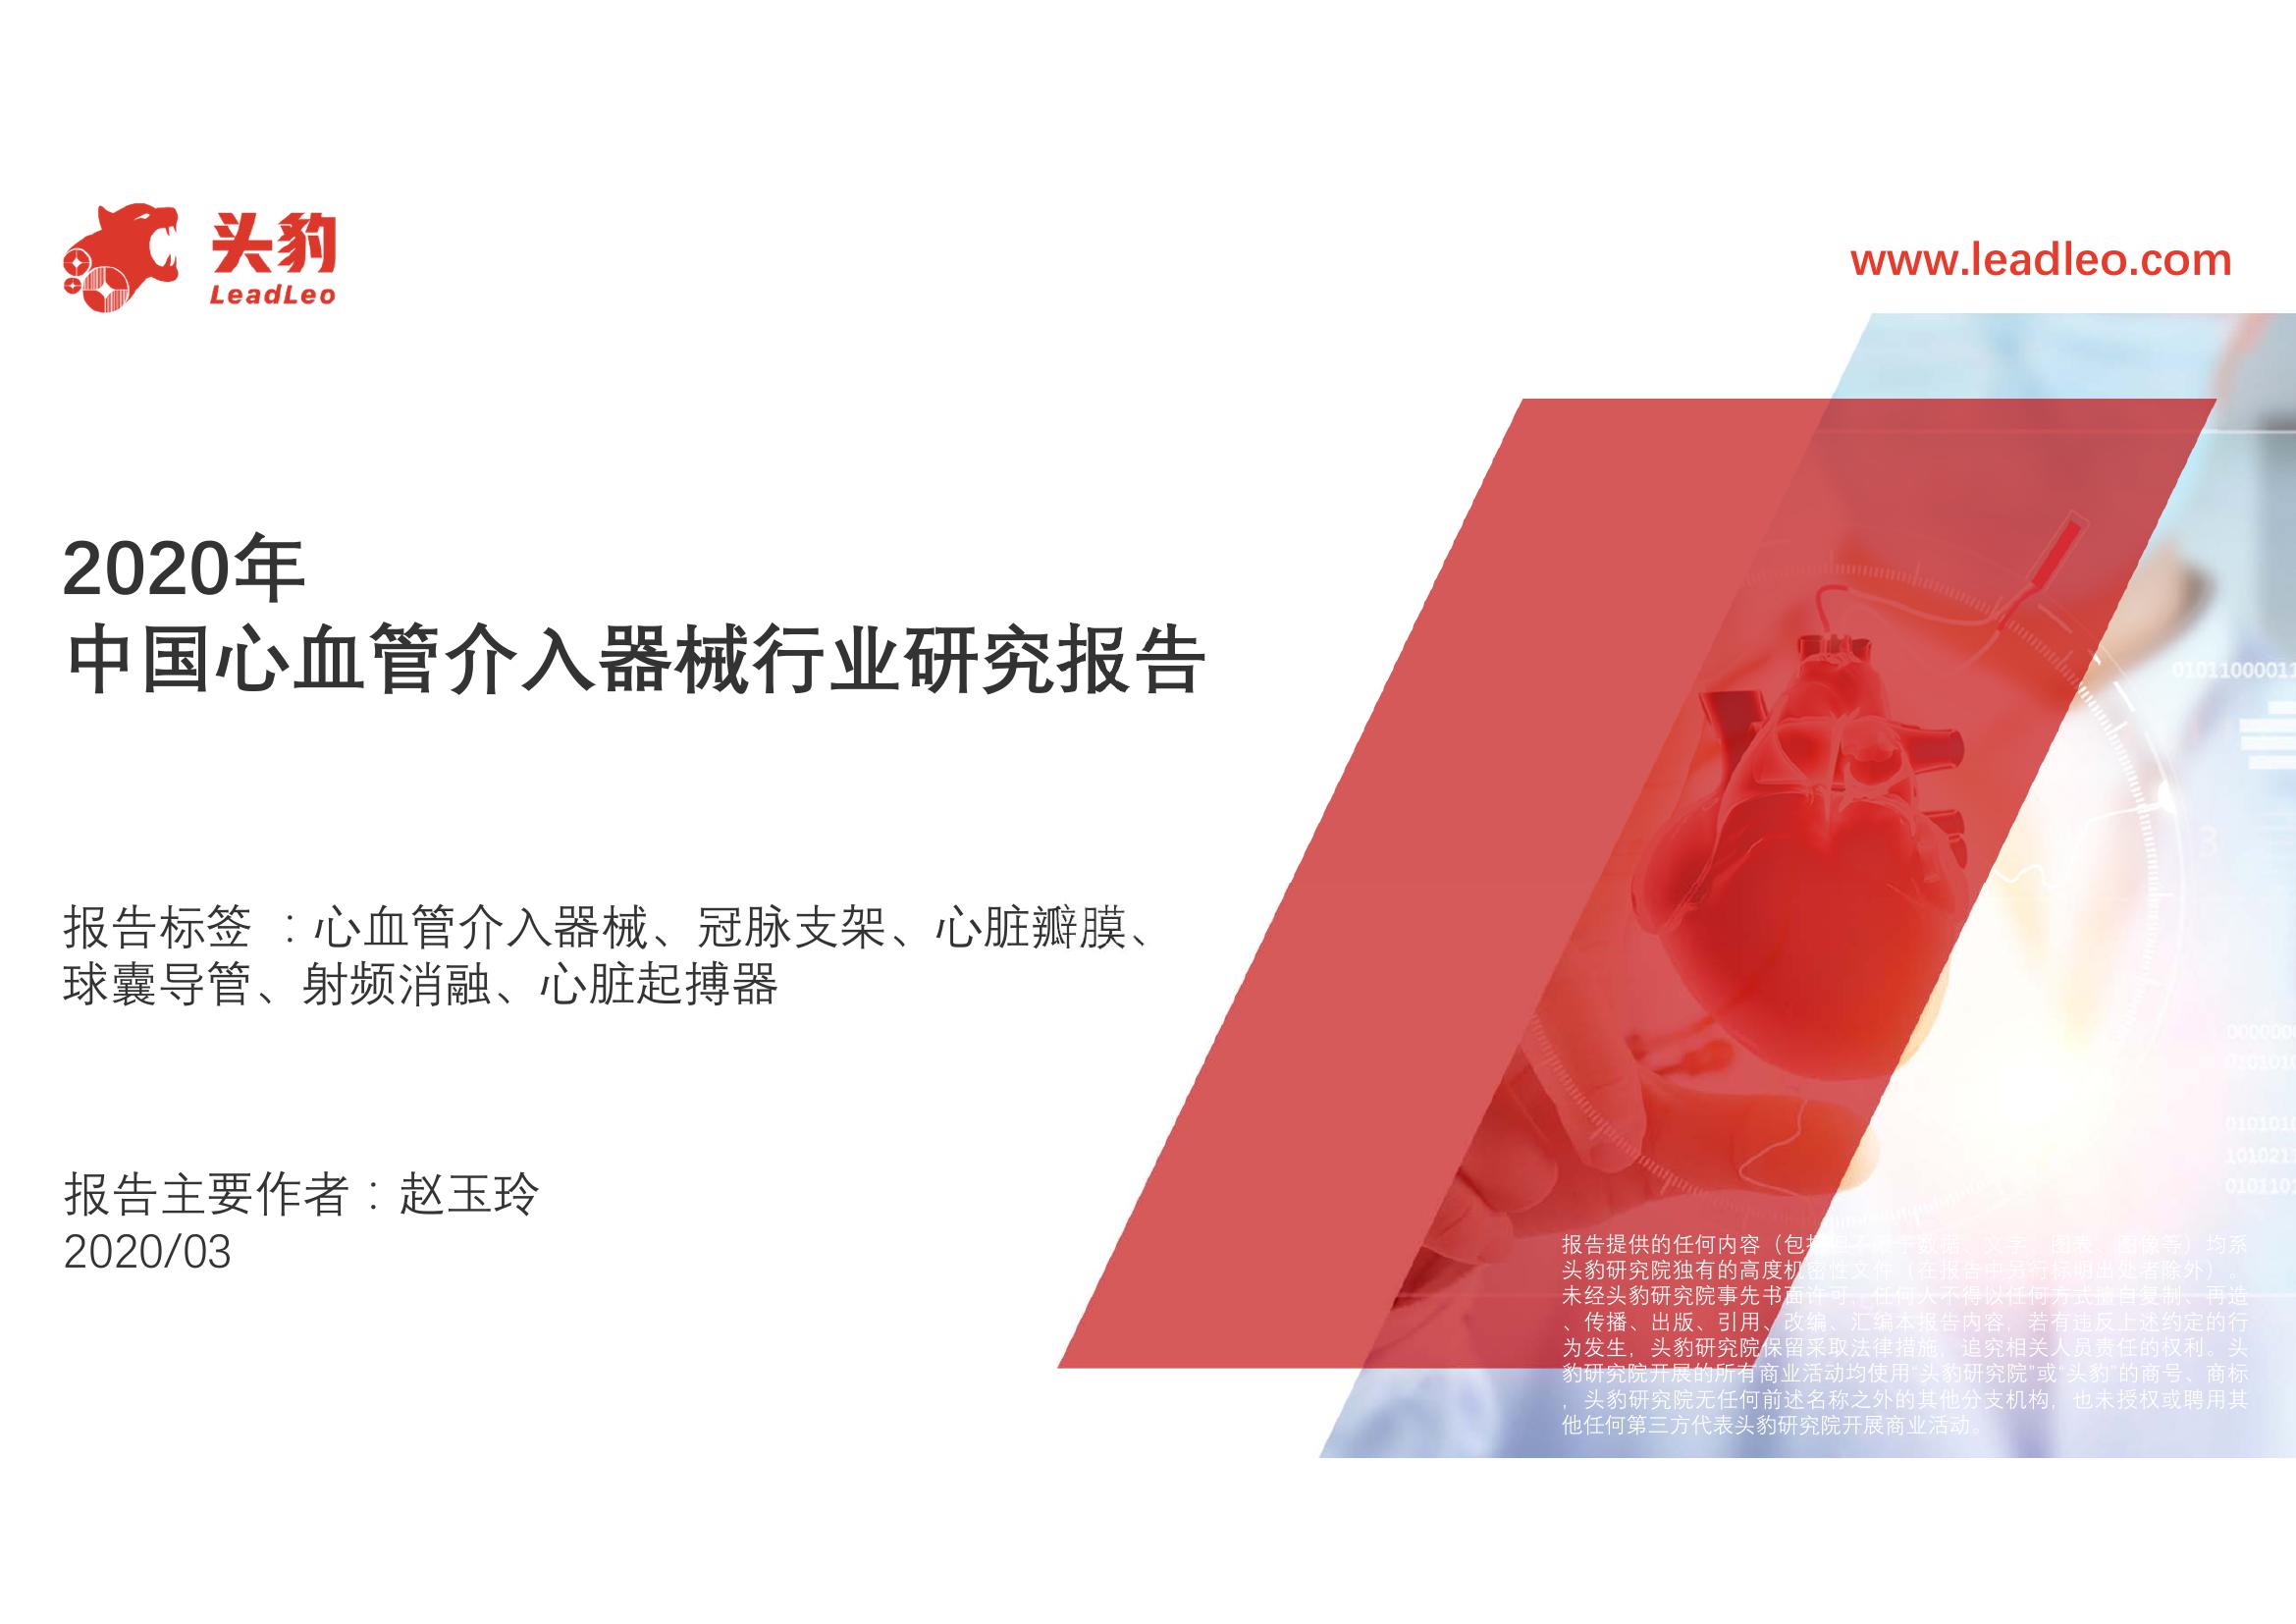 头豹
LeadLeo
www.leadleo.com
2020年
中国心血管介入器械行业研究报告
报告标签 ：心血管介入器械、冠脉支架、心脏瓣膜、
球囊导管、射频消融、心脏起搏器
报告主要作者：赵玉玲
2020/03
01011000011
3
报告提供的任何内容（包括但不限于数据、文字、图表、图像等）均系
头豹研究院独有的高度机密性文件（在报告中另行标明出处者除外）。
未经头豹研究院事先书面许可，任何人不得以任何方式擅自复制、再造
、传播、出版、引用、改编、汇编本报告内容，若有违反上述约定的行
为发生，头豹研究院保留采取法律措施，追究相关人员责任的权利。头
豹研究院开展的所有商业活动均使用“头豹研究院”或“头豹”的商号、商标
，头豹研究院无任何前述名称之外的其他分支机构，也未授权或聘用其
他任何第三方代表头豹研究院开展商业活动。